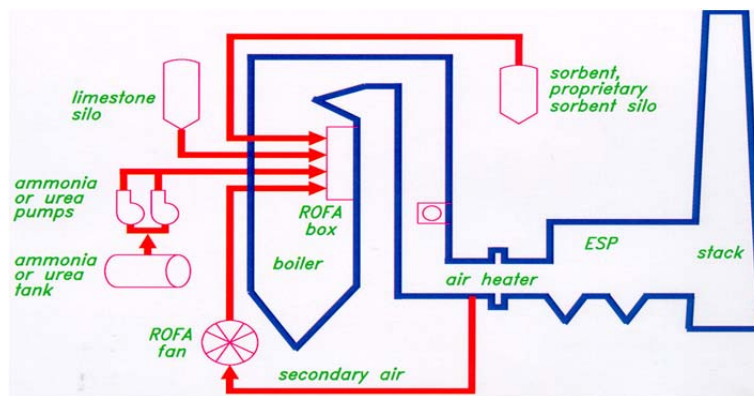 limestone
silo
sorbent,
proprietary
sorbent silo
ammonia
or urea
pumps
ROFA
box
ESP
stack
boiler
air heater
ammonia
or urea
tank
ROFA
fan
secondary air